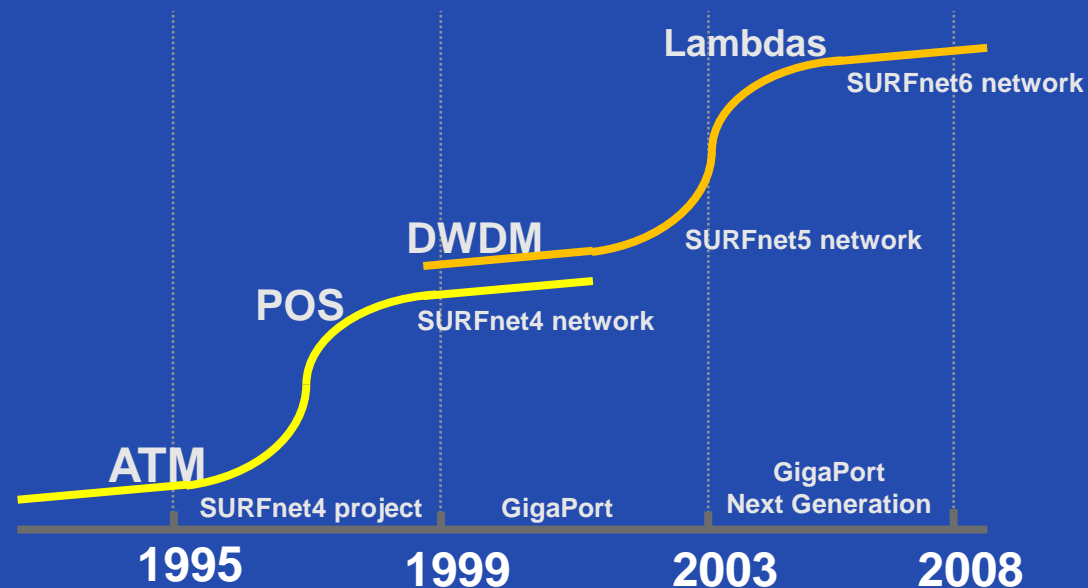 Lambdas
SURFnet6 network
DWDM
SURFnet5 network
POS
SURFnet4 network
ATM
SURFnet4 project
GigaPort
GigaPort
Next Generation
1995
1999
2003
2008